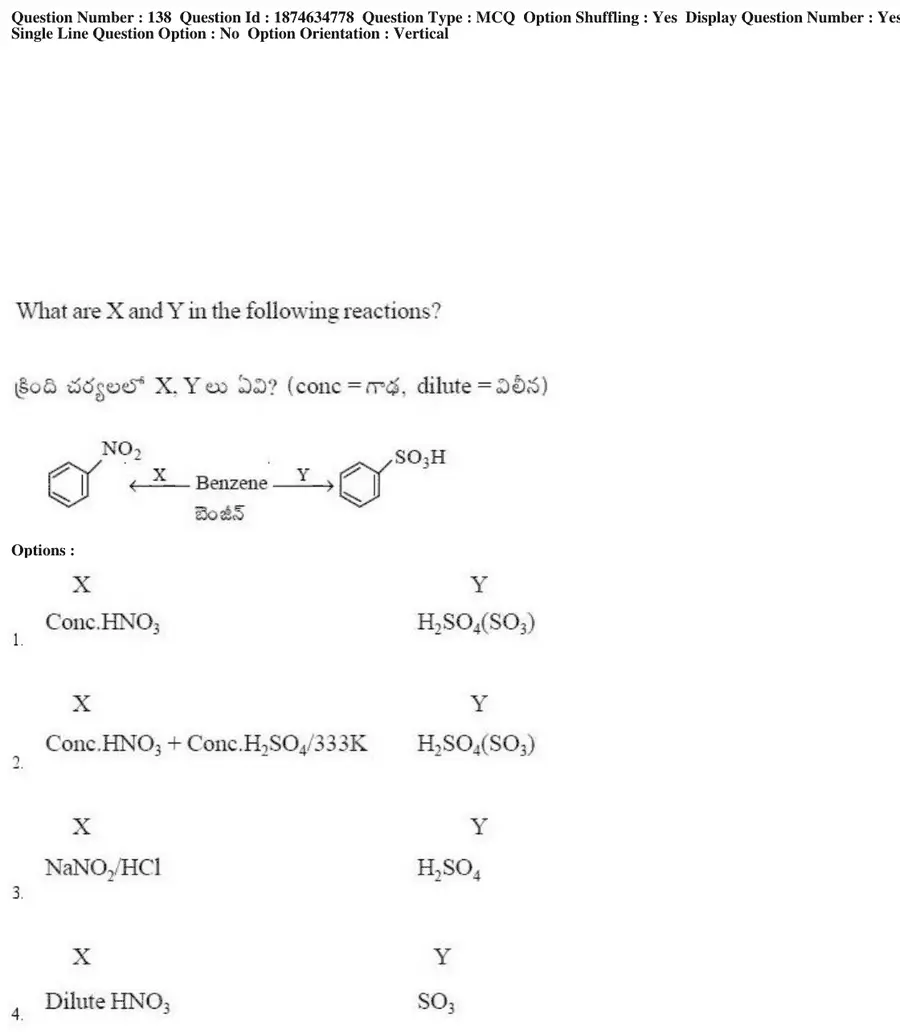 Question Number : 138 Question Id : 1874634778 Question Type : MCQ Option Shuffling : Yes Display Question Number : Yes
Single Line Question Option : No Option Orientation : Vertical
What are X and Y in the following reactions?
క్రింది చర్యలలో X, Y లు ఏవి? (conc = గాఢ, dilute = విలీన)
NO₂ X Benzene Y SO₃H
బెంజీన్
Options :
X Y
1. Conc.HNO₃ H₂SO₄(SO₃)
X Y
2. Conc.HNO₃ + Conc.H₂SO₄/333K H₂SO₄(SO₃)
X Y
3. NaNO₂/HCl H₂SO₄
X Y
4. Dilute HNO₃ SO₃